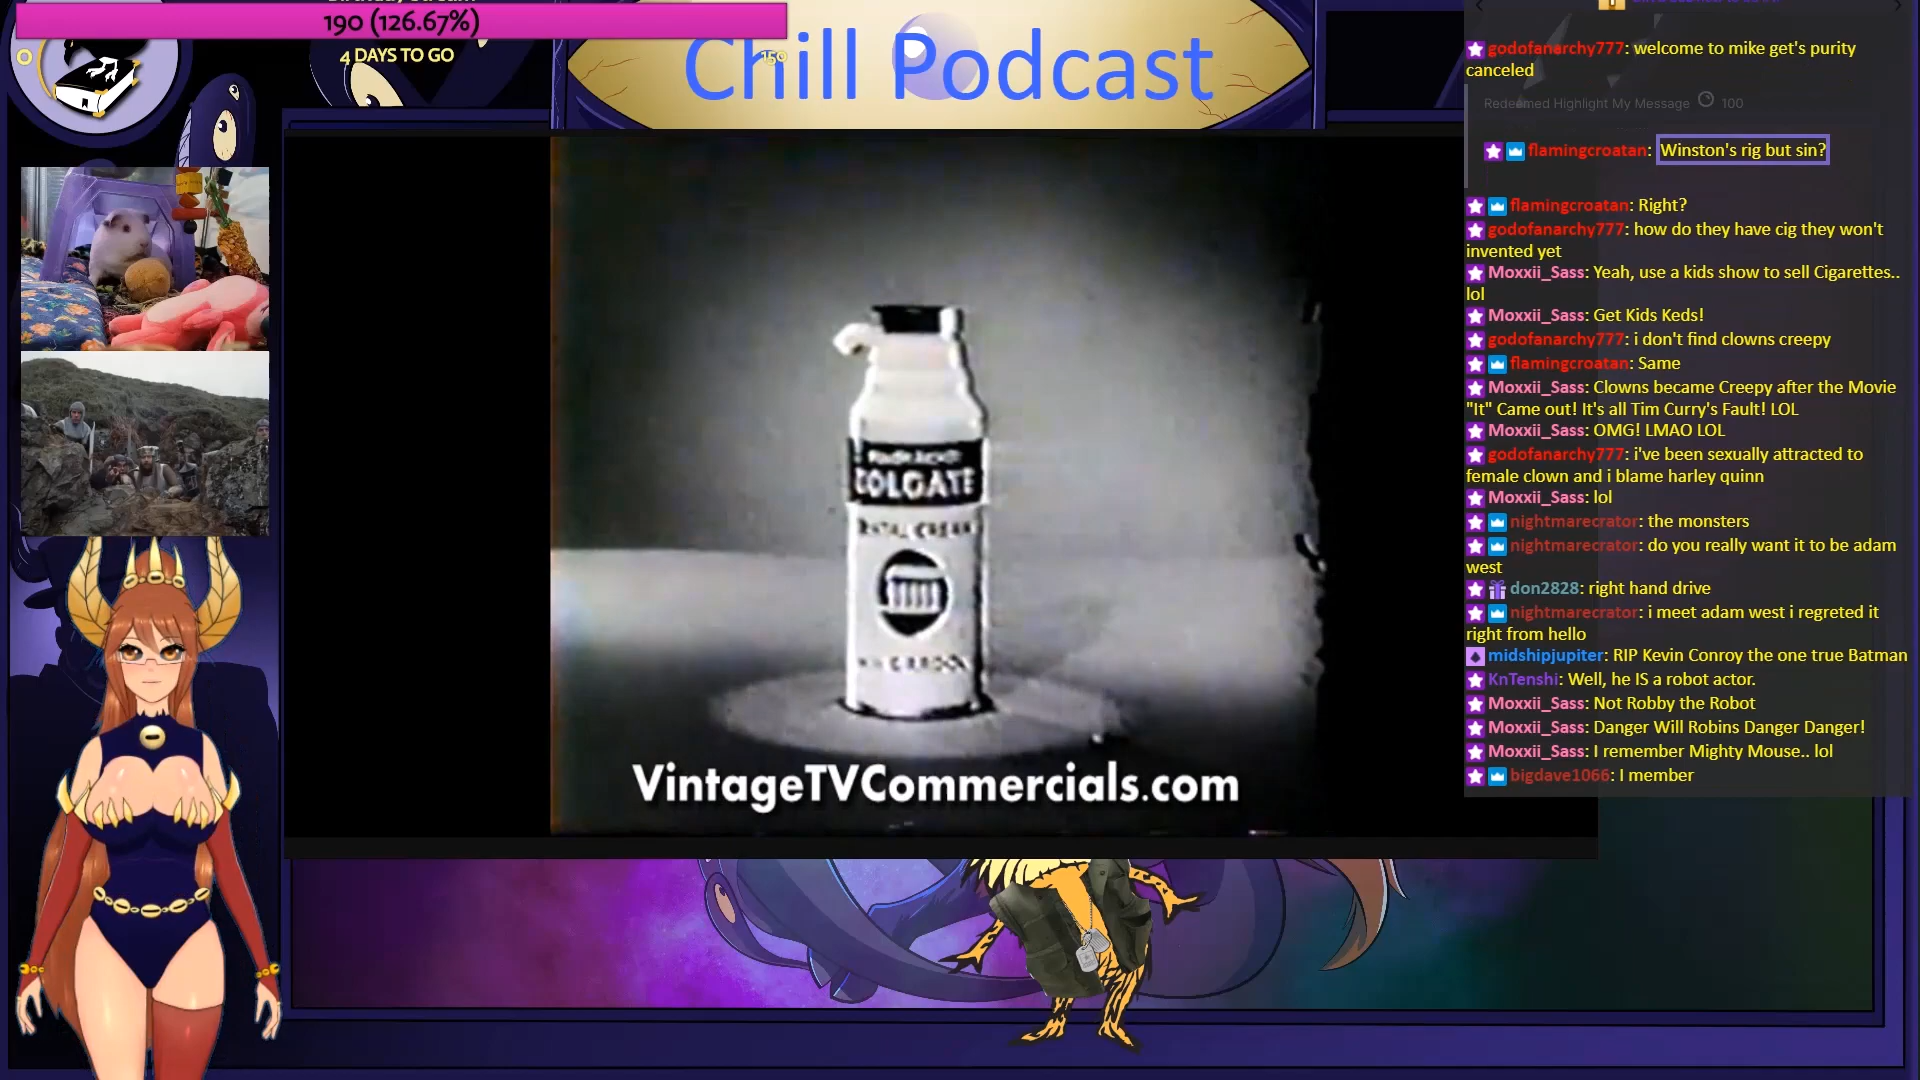 190 (126.67%)
4 DAYS TO GO
150
Chill Podcast
COLGATE
VintageTVCommercials.com
godofanarchy777: welcome to mike get's purity
canceled
Redeemed Highlight My Message 100
flamingcroatan: Winston's rig but sin?
flamingcroatan: Right?
godofanarchy777: how do they have cig they won't
invented yet
Moxxii_Sass: Yeah, use a kids show to sell Cigarettes..
lol
Moxxii_Sass: Get Kids Keds!
godofanarchy777: i don't find clowns creepy
flamingcroatan: Same
Moxxii_Sass: Clowns became Creepy after the Movie
"It" Came out! It's all Tim Curry's Fault! LOL
Moxxii_Sass: OMG! LMAO LOL
godofanarchy777: i've been sexually attracted to
female clown and i blame harley quinn
Moxxii_Sass: lol
nightmarecrator: the monsters
nightmarecrator: do you really want it to be adam
west
don2828: right hand drive
nightmarecrator: i meet adam west i regreted it
right from hello
midshipjupiter: RIP Kevin Conroy the one true Batman
KnTenshi: Well, he IS a robot actor.
Moxxii_Sass: Not Robby the Robot
Moxxii_Sass: Danger Will Robins Danger Danger!
Moxxii_Sass: I remember Mighty Mouse.. lol
bigdave1066: I member